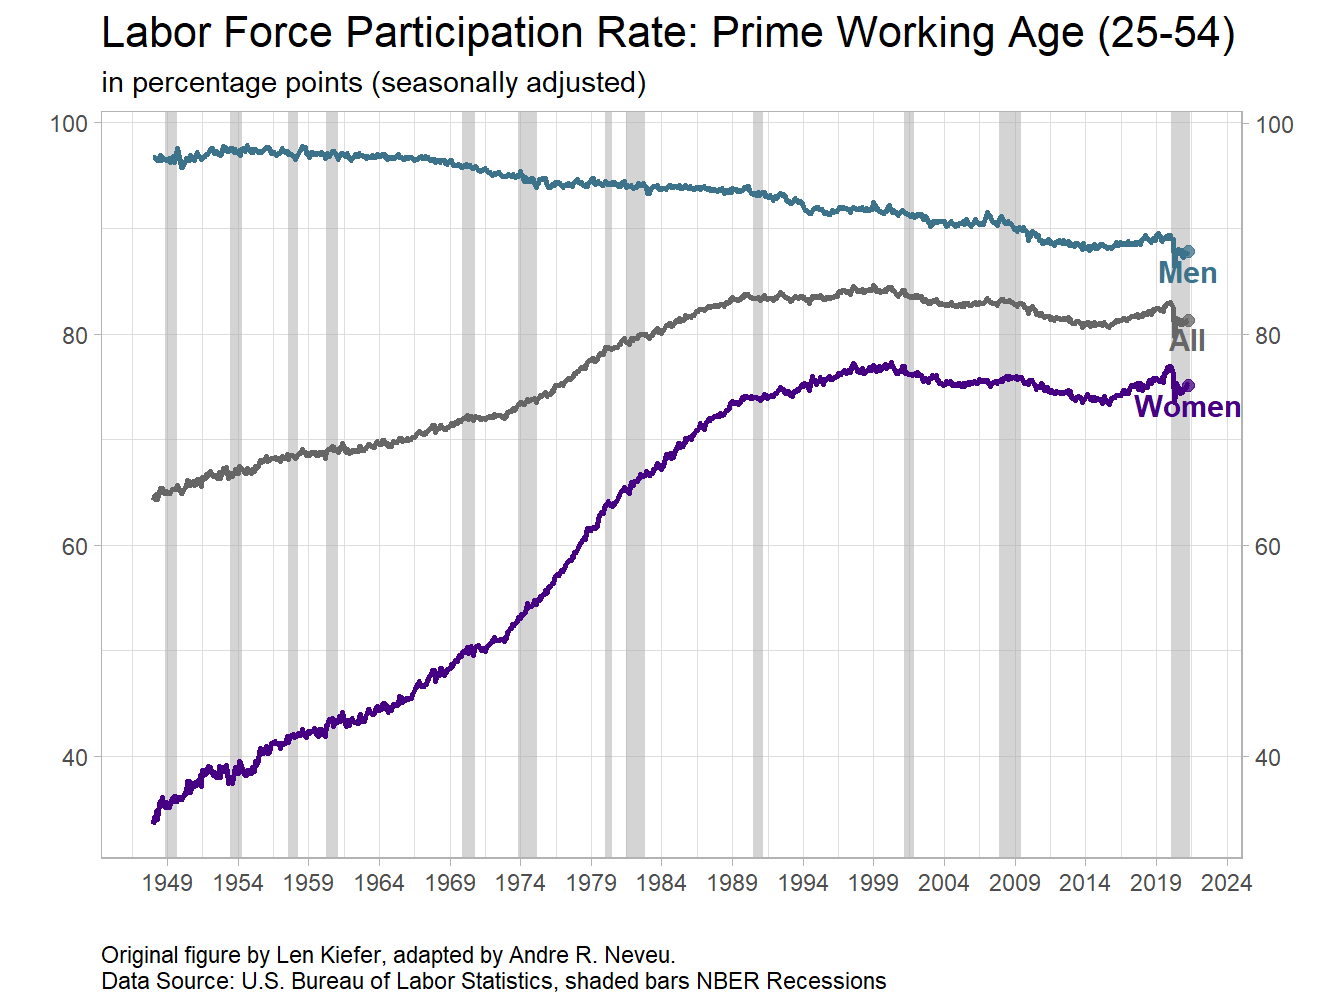 Labor Force Participation Rate: Prime Working Age (25-54)
in percentage points (seasonally adjusted)
100 100
80 80
60 60
40 40
Men
All
Women
1949 1954 1959 1964 1969 1974 1979 1984 1989 1994 1999 2004 2009 2014 2019 2024
Original figure by Len Kiefer, adapted by Andre R. Neveu.
Data Source: U.S. Bureau of Labor Statistics, shaded bars NBER Recessions